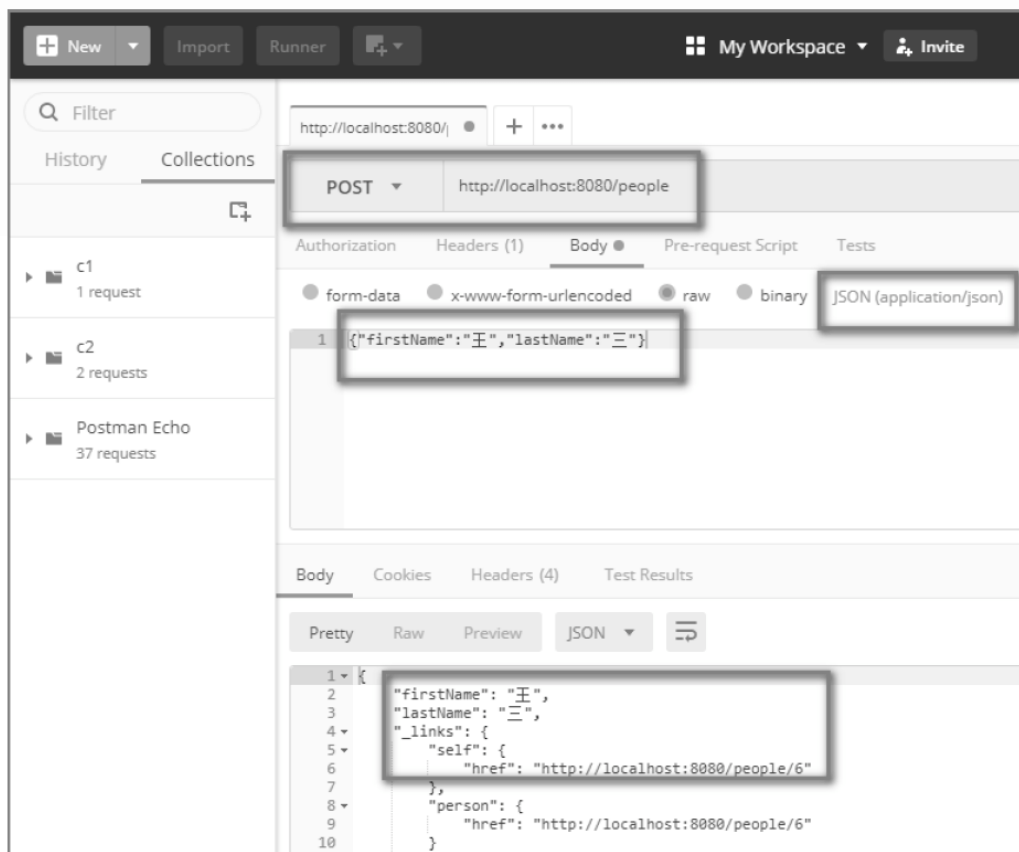 New Import Runner My Workspace Invite
Filter
History Collections
c1
1 request
c2
2 requests
Postman Echo
37 requests
http://localhost:8080/
POST http://localhost:8080/people
Authorization Headers (1) Body Pre-request Script Tests
form-data x-www-form-urlencoded raw binary JSON (application/json)
1 {"firstName":"王","lastName":"三"}
Body Cookies Headers (4) Test Results
Pretty Raw Preview JSON
1 {
2 "firstName": "王",
3 "lastName": "三",
4 "_links": {
5 "self": {
6 "href": "http://localhost:8080/people/6"
7 },
8 "person": {
9 "href": "http://localhost:8080/people/6"
10 }